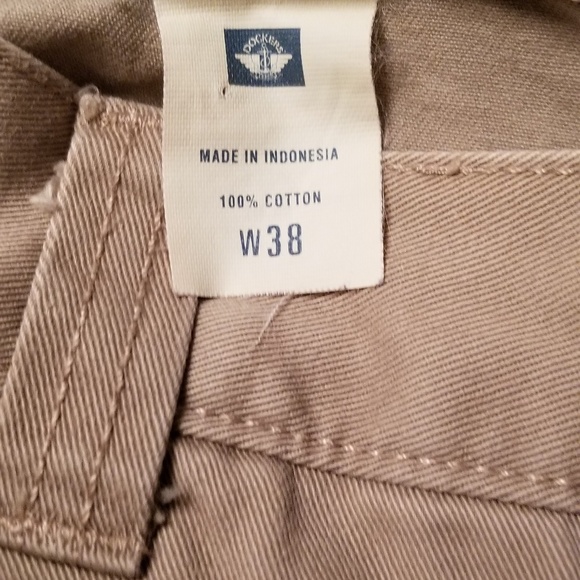 DOCKERS
MADE IN INDONESIA
100% COTTON
W38